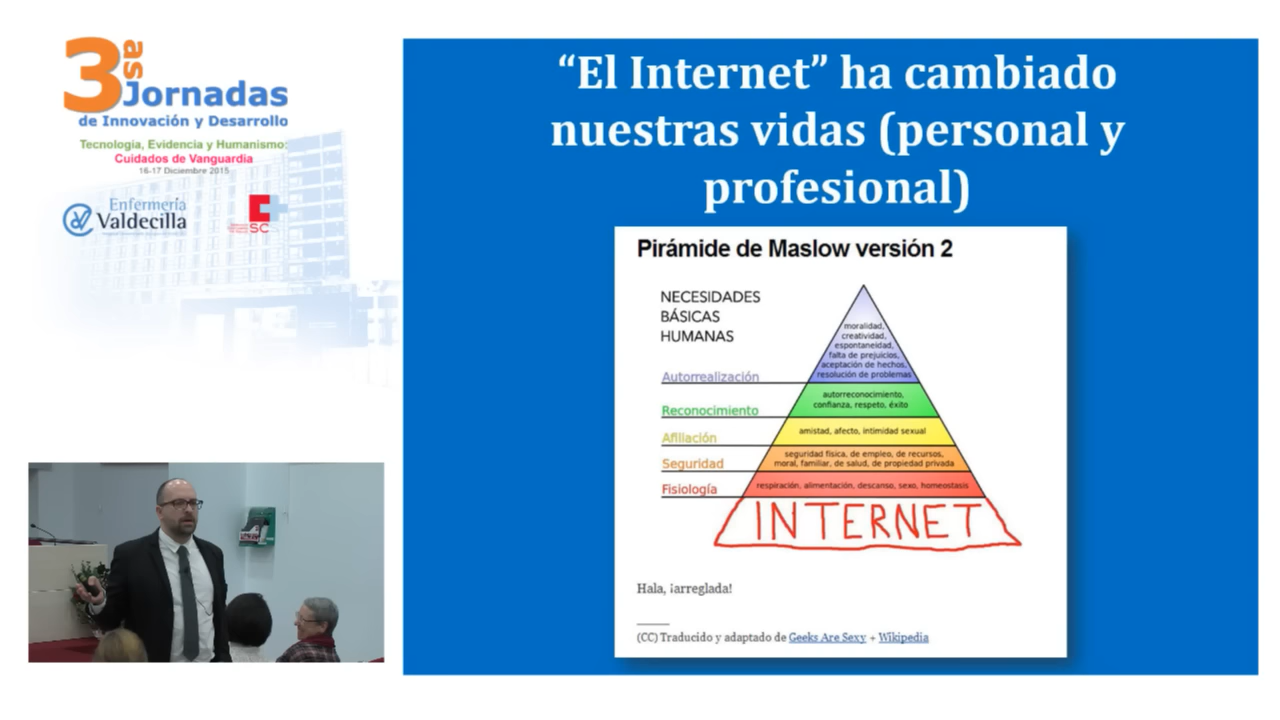 3as
Jornadas
de Innovación y Desarrollo
Tecnología, Evidencia y Humanismo:
Cuidados de Vanguardia
16-17 Diciembre 2015
Enfermería
Valdecilla
SC
“El Internet” ha cambiado
nuestras vidas (personal y
profesional)
Pirámide de Maslow versión 2
NECESIDADES
BÁSICAS
HUMANAS
moralidad,
creatividad,
espontaneidad,
falta de prejuicios,
aceptación de hechos,
resolución de problemas
Autorrealización
autorreconocimiento,
confianza, respeto, éxito
Reconocimiento
amistad, afecto, intimidad sexual
Afiliación
seguridad física, de empleo, de recursos,
moral, familiar, de salud, de propiedad privada
Seguridad
respiración, alimentación, descanso, sexo, homeostasis
Fisiología
INTERNET
Hala, ¡arreglada!
(CC) Traducido y adaptado de Geeks Are Sexy + Wikipedia